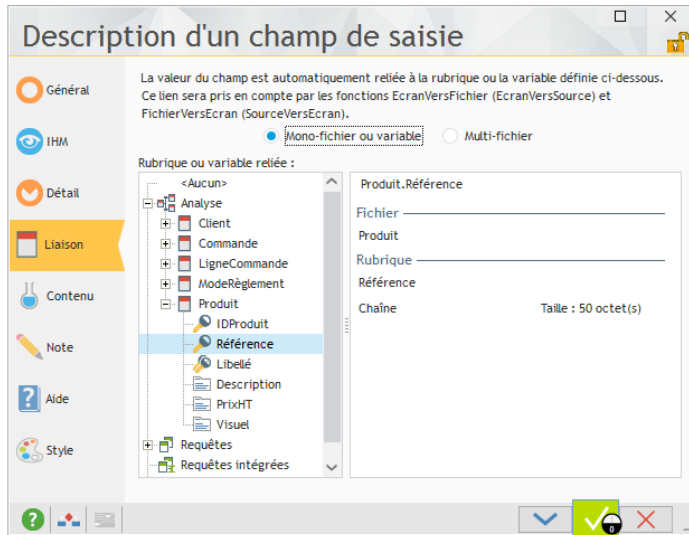 Description d'un champ de saisie
Général
IHM
Détail
Liaison
Contenu
Note
Aide
Style
La valeur du champ est automatiquement reliée à la rubrique ou la variable définie ci-dessous.
Ce lien sera pris en compte par les fonctions EcranVersFichier (EcranVersSource) et
FichierVersEcran (SourceVersEcran).
Mono-fichier ou variable
Multi-fichier
Rubrique ou variable reliée :
<Aucun>
Analyse
Client
Commande
LigneCommande
ModeRèglement
Produit
IDProduit
Référence
Libellé
Description
PrixHT
Visuel
Requêtes
Requêtes intégrées
Produit.Référence
Fichier
Produit
Rubrique
Référence
Chaîne Taille : 50 octet(s)
0